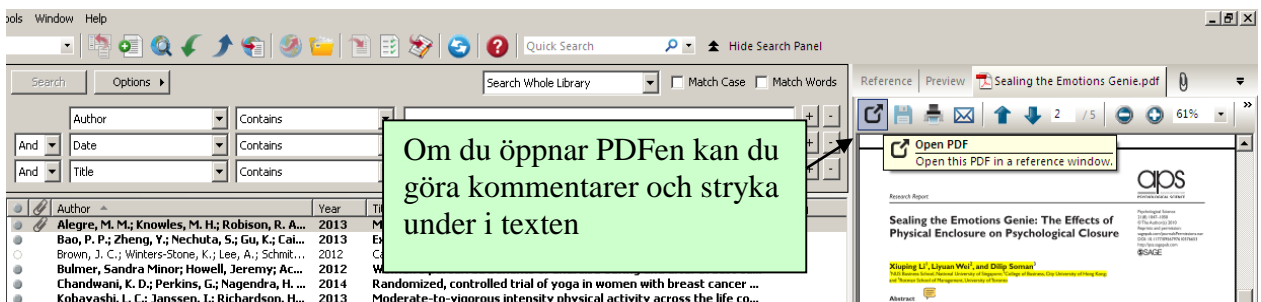 ools Window Help
Quick Search
Hide Search Panel
Search
Options
Search Whole Library
Match Case
Match Words
Author
Contains
And
Date
Contains
And
Title
Contains
Om du öppnar PDFen kan du
göra kommentarer och stryka
under i texten
Author Year
Alegre, M. M.; Knowles, M. H.; Robison, R. A... 2013
Bao, P. P.; Zheng, Y.; Nechuta, S.; Gu, K.; Cai... 2013
Brown, J. C.; Winters-Stone, K.; Lee, A.; Schmit... 2012
Bulmer, Sandra Minor; Howell, Jeremy; Ac... 2012
Chandwani, K. D.; Perkins, G.; Nagendra, H. ... 2014 Randomized, controlled trial of yoga in women with breast cancer ...
Kobayashi, L. C.; Janssen, I.; Richardson, H... 2013 Moderate-to-vigorous intensity physical activity across the life co...
Reference Preview Sealing the Emotions Genie.pdf
2 / 5 61%
Open PDF
Open this PDF in a reference window.
Research Report
aps
Sealing the Emotions Genie: The Effects of
Physical Enclosure on Psychological Closure
Psychological Science
SAGE
Xiuping Li, Liyuan Wei, and Dilip Soman
Abstract